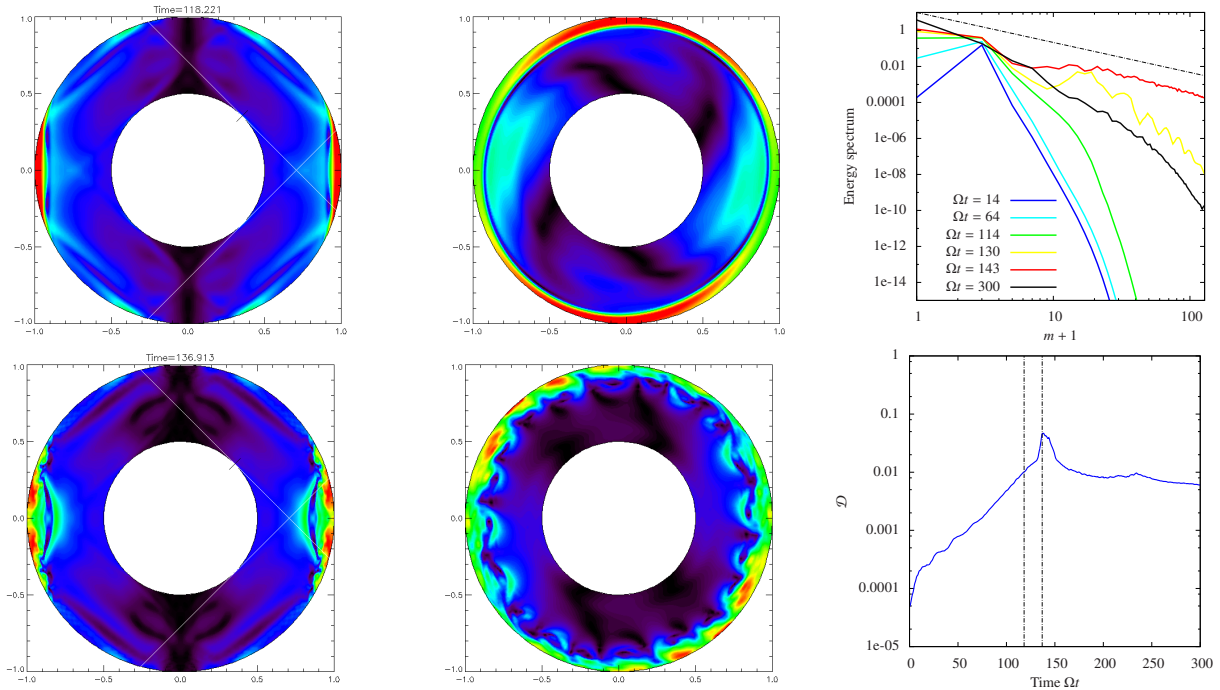 Time=118.221
1.0
0.5
0.0
−0.5
−1.0
−1.0 −0.5 0.0 0.5 1.0
1.0
0.5
0.0
−0.5
−1.0
−1.0 −0.5 0.0 0.5 1.0
Energy spectrum
1
0.01
0.0001
1e-06
1e-08
1e-10
1e-12
1e-14
Ωt = 14
Ωt = 64
Ωt = 114
Ωt = 130
Ωt = 143
Ωt = 300
1 10 100
m + 1
Time=136.913
1.0
0.5
0.0
−0.5
−1.0
−1.0 −0.5 0.0 0.5 1.0
1.0
0.5
0.0
−0.5
−1.0
−1.0 −0.5 0.0 0.5 1.0
𝒟
1
0.1
0.01
0.001
0.0001
1e-05
0 50 100 150 200 250 300
Time Ωt